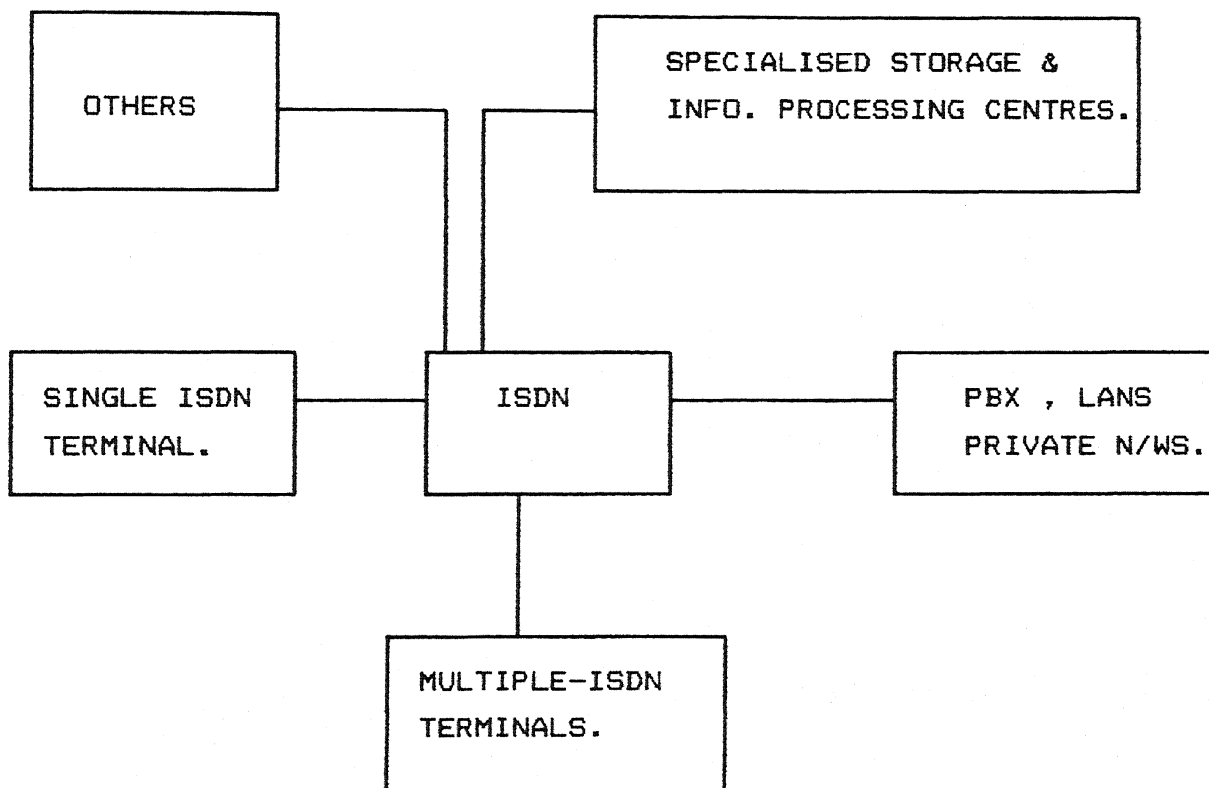 OTHERS
SPECIALISED STORAGE &
INFO. PROCESSING CENTRES.
SINGLE ISDN
TERMINAL.
ISDN
PBX , LANS
PRIVATE N/WS.
MULTIPLE-ISDN
TERMINALS.